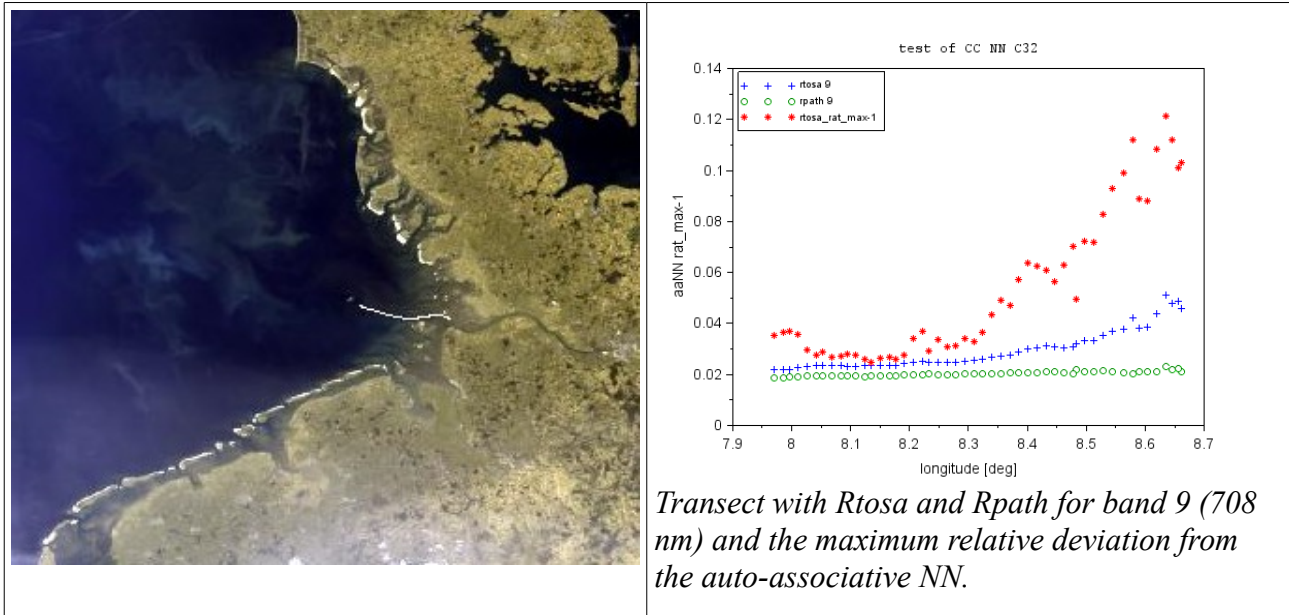 test of CC NN C32
0.14
0.12
0.1
0.08
0.06
0.04
0.02
0
aaNN rat_max-1
rtosa 9
rpath 9
rtosa_rat_max-1
7.9 8 8.1 8.2 8.3 8.4 8.5 8.6 8.7
longitude [deg]
Transect with Rtosa and Rpath for band 9 (708
nm) and the maximum relative deviation from
the auto-associative NN.